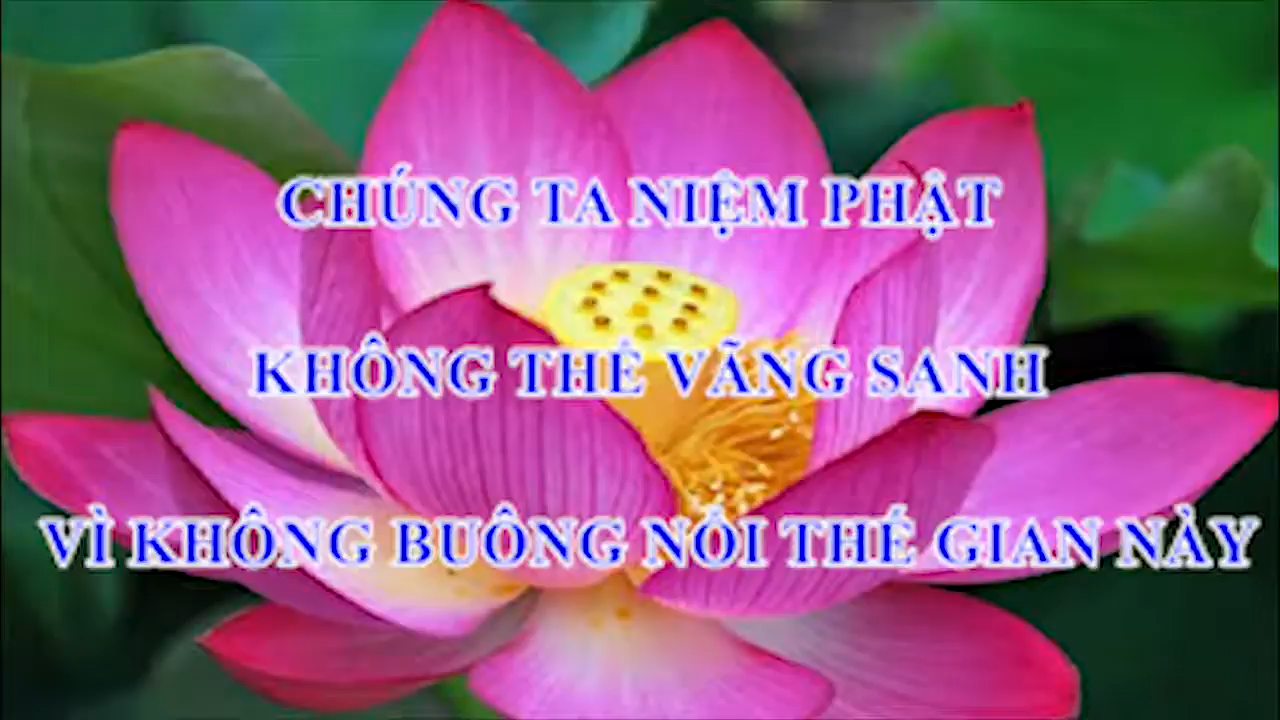 CHÚNG TA NIỆM PHẬT
KHÔNG THỂ VÃNG SANH
VÌ KHÔNG BUÔNG NỔI THẾ GIAN NÀY